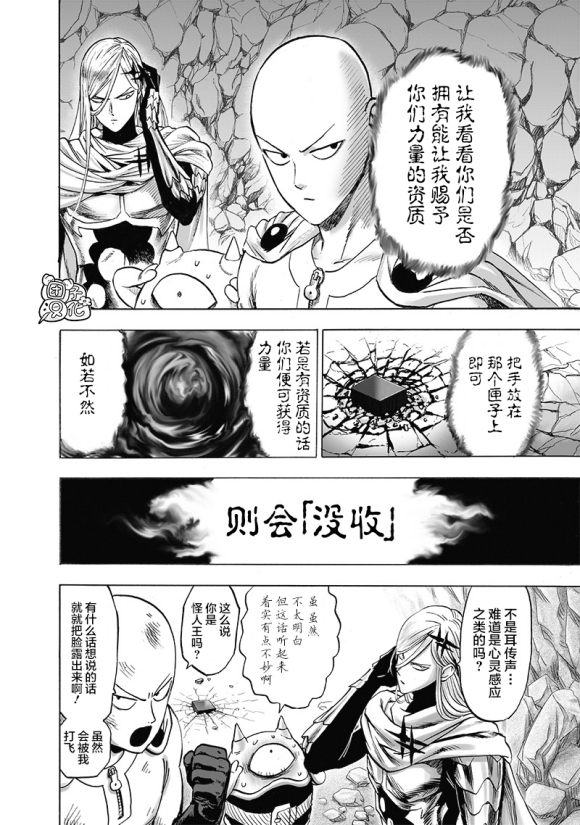 让我看看你们是否
拥有能让我赐予
你们力量的资质
把手放在
那个匣子上
即可
若是有资质的话
你们便可获得
力量
如若不然
则会「没收」
不是耳传声…
难道是心灵感应
之类的吗？
虽虽然
不太明白
但这话听起来
着实有点
不妙啊
这么说
你是
怪人王吗？
有什么话想说的话
就就把脸露出来啊!
虽然
会被我
打飞